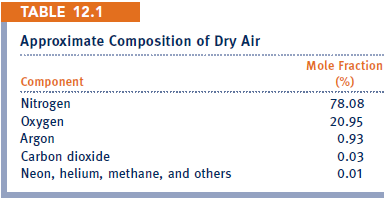 TABLE 12.1
Approximate Composition of Dry Air
Mole Fraction
Component (%)
Nitrogen 78.08
Oxygen 20.95
Argon 0.93
Carbon dioxide 0.03
Neon, helium, methane, and others 0.01